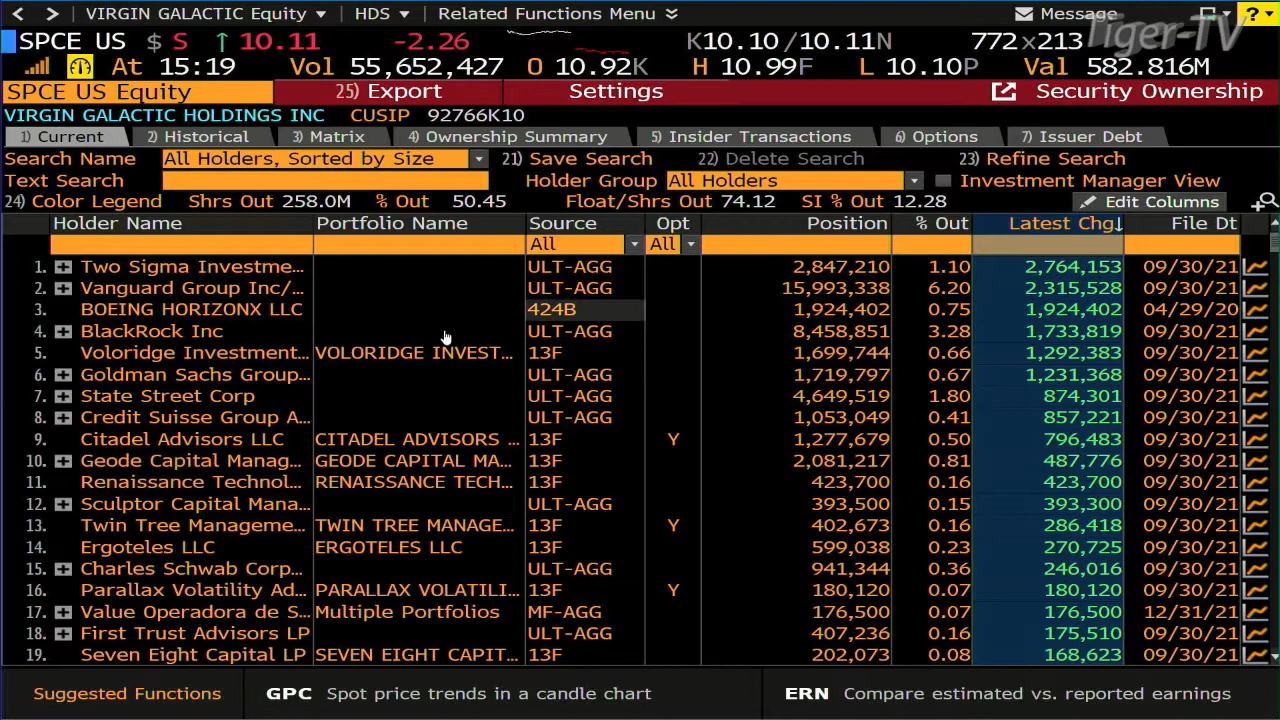 VIRGIN GALACTIC Equity HDS Related Functions Menu Message ?
Tiger-TV
SPCE US $ S ↑ 10.11 -2.26 K10.10 /10.11N 772x213
At 15:19 Vol 55,652,427 O 10.92K H 10.99F L 10.10P Val 582.816M
SPCE US Equity 25) Export Settings Security Ownership
VIRGIN GALACTIC HOLDINGS INC CUSIP 92766K10
1) Current 2) Historical 3) Matrix 4) Ownership Summary 5) Insider Transactions 6) Options 7) Issuer Debt
Search Name All Holders, Sorted by Size 21) Save Search 22) Delete Search 23) Refine Search
Text Search Holder Group All Holders Investment Manager View
24) Color Legend Shrs Out 258.0M % Out 50.45 Float/Shrs Out 74.12 SI % Out 12.28 Edit Columns
Holder Name Portfolio Name Source Opt Position % Out Latest Chg↓ File Dt
All All
1. Two Sigma Investme... ULT-AGG 2,847,210 1.10 2,764,153 09/30/21
2. Vanguard Group Inc/... ULT-AGG 15,993,338 6.20 2,315,528 09/30/21
3. BOEING HORIZONX LLC 424B 1,924,402 0.75 1,924,402 04/29/20
4. BlackRock Inc ULT-AGG 8,458,851 3.28 1,733,819 09/30/21
5. Voloridge Investment... VOLORIDGE INVEST... 13F 1,699,744 0.66 1,292,383 09/30/21
6. Goldman Sachs Group... ULT-AGG 1,719,797 0.67 1,231,368 09/30/21
7. State Street Corp ULT-AGG 4,649,519 1.80 874,301 09/30/21
8. Credit Suisse Group A... ULT-AGG 1,053,049 0.41 857,221 09/30/21
9. Citadel Advisors LLC CITADEL ADVISORS ... 13F Y 1,277,679 0.50 796,483 09/30/21
10. Geode Capital Manag... GEODE CAPITAL MA... 13F 2,081,217 0.81 487,776 09/30/21
11. Renaissance Technol... RENAISSANCE TECH... 13F 423,700 0.16 423,700 09/30/21
12. Sculptor Capital Mana... ULT-AGG 393,500 0.15 393,300 09/30/21
13. Twin Tree Manageme... TWIN TREE MANAGE... 13F Y 402,673 0.16 286,418 09/30/21
14. Ergoteles LLC ERGOTELES LLC 13F 599,038 0.23 270,725 09/30/21
15. Charles Schwab Corp... ULT-AGG 941,344 0.36 246,016 09/30/21
16. Parallax Volatility Ad... PARALLAX VOLATILI... 13F Y 180,120 0.07 180,120 09/30/21
17. Value Operadora de S... Multiple Portfolios MF-AGG 176,500 0.07 176,500 12/31/21
18. First Trust Advisors LP ULT-AGG 407,236 0.16 175,510 09/30/21
19. Seven Eight Capital LP SEVEN EIGHT CAPIT... 13F 202,073 0.08 168,623 09/30/21
Suggested Functions GPC Spot price trends in a candle chart ERN Compare estimated vs. reported earnings